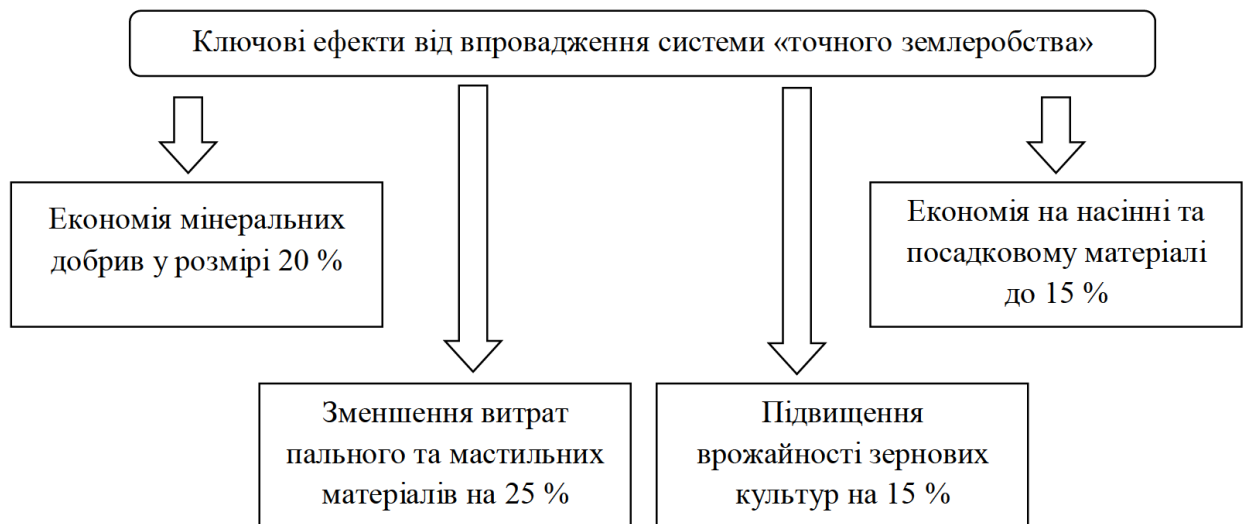 Ключові ефекти від впровадження системи «точного землеробства»
Економія мінеральних
добрив у розмірі 20 %
Економія на насінні та
посадковому матеріалі
до 15 %
Зменшення витрат
пального та мастильних
матеріалів на 25 %
Підвищення
врожайності зернових
культур на 15 %